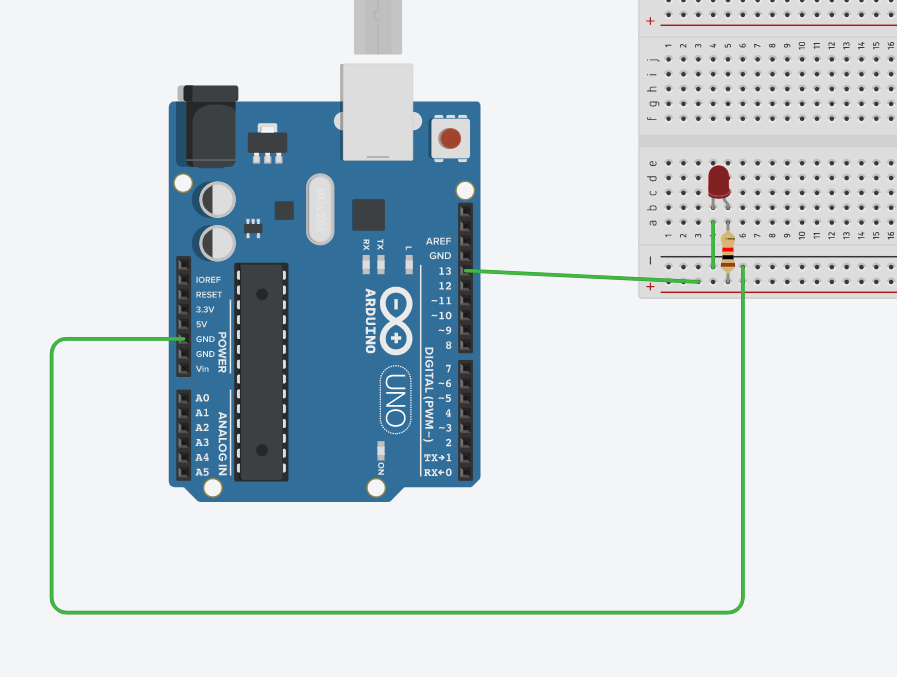 +
1 2 3 4 5 6 7 8 9 10 11 12 13 14 15 16
j
i
h
g
f
e
d
c
b
a
1 2 3 4 5 6 7 8 9 10 11 12 13 14 15 16
−
+
RX
TX
L
AREF
GND
13
12
~11
~10
~9
8
7
~6
~5
4
~3
2
TX→1
RX←0
DIGITAL (PWM~)
ARDUINO
UNO
ON
IOREF
RESET
3.3V
5V
GND
GND
Vin
POWER
A0
A1
A2
A3
A4
A5
ANALOG IN